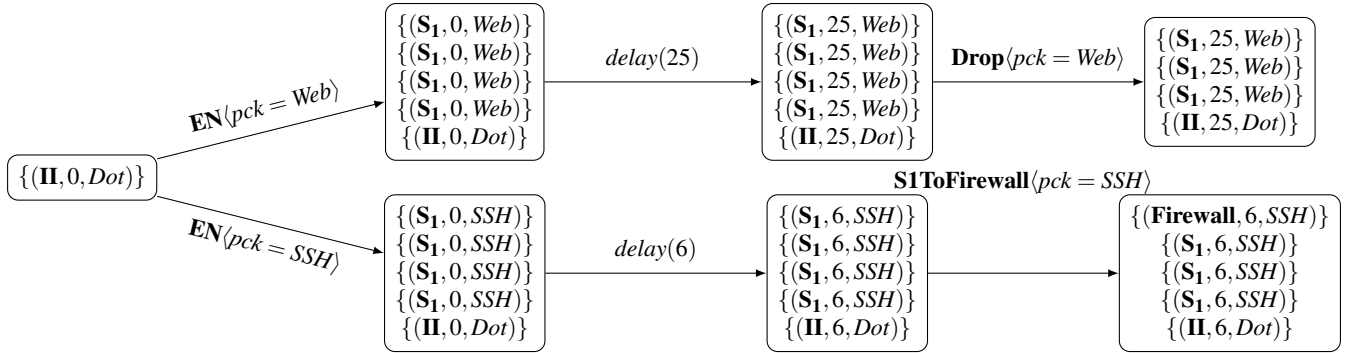 {(II,0,Dot)}
EN⟨pck = Web⟩
{(S1,0,Web)}
{(S1,0,Web)}
{(S1,0,Web)}
{(S1,0,Web)}
{(II,0,Dot)}
delay(25)
{(S1,25,Web)}
{(S1,25,Web)}
{(S1,25,Web)}
{(S1,25,Web)}
{(II,25,Dot)}
Drop⟨pck = Web⟩
{(S1,25,Web)}
{(S1,25,Web)}
{(S1,25,Web)}
{(II,25,Dot)}
EN⟨pck = SSH⟩
{(S1,0,SSH)}
{(S1,0,SSH)}
{(S1,0,SSH)}
{(S1,0,SSH)}
{(II,0,Dot)}
delay(6)
{(S1,6,SSH)}
{(S1,6,SSH)}
{(S1,6,SSH)}
{(S1,6,SSH)}
{(II,6,Dot)}
S1ToFirewall⟨pck = SSH⟩
{(Firewall,6,SSH)}
{(S1,6,SSH)}
{(S1,6,SSH)}
{(S1,6,SSH)}
{(II,6,Dot)}